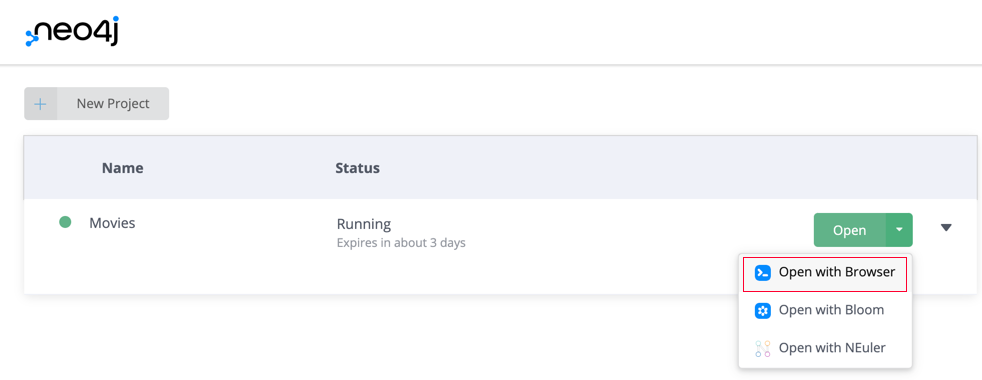 neo4j
+ New Project
Name Status
Movies Running Open
Expires in about 3 days
Open with Browser
Open with Bloom
Open with NEuler